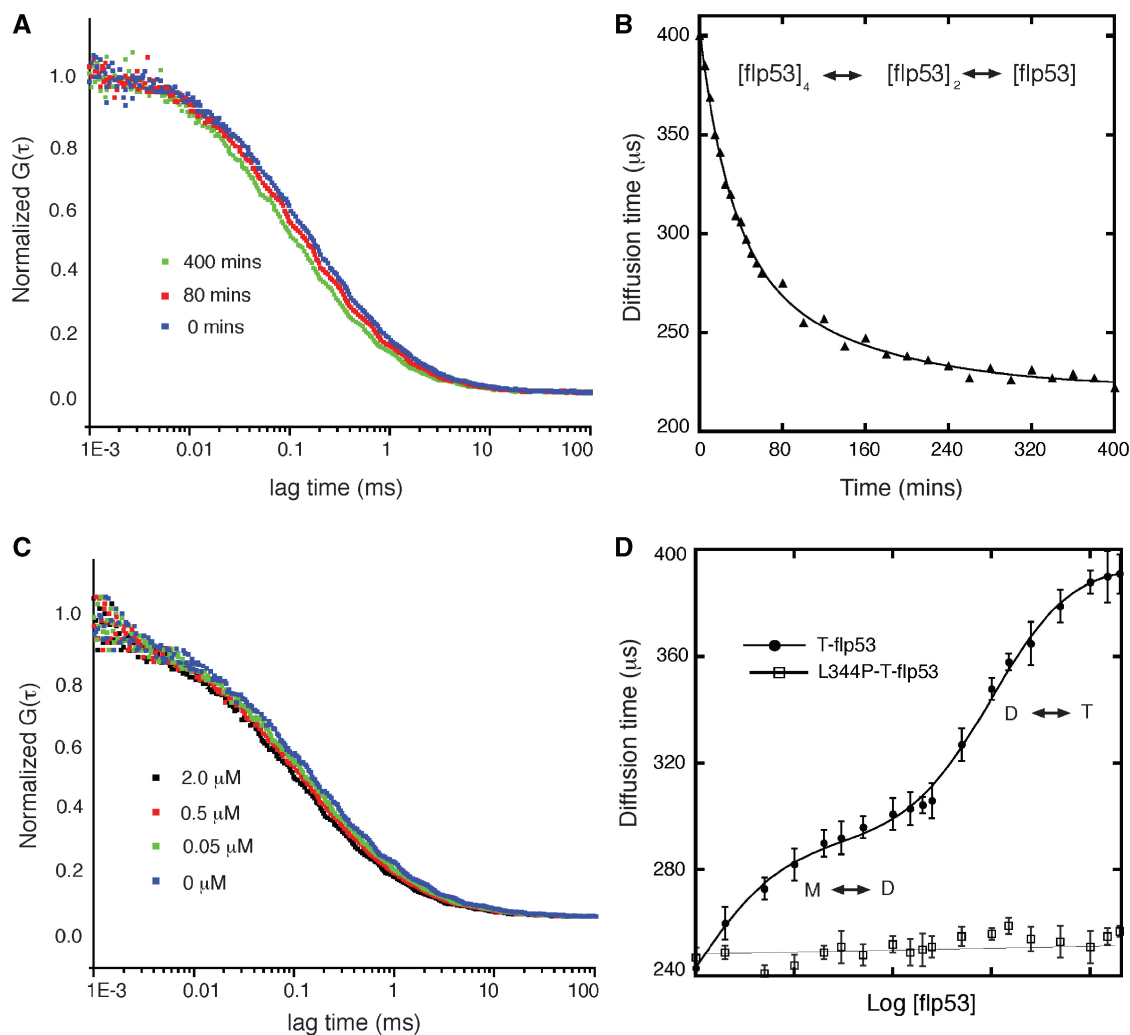 A
Normalized G(τ)
1.0
0.8
0.6
0.4
0.2
0.0
400 mins
80 mins
0 mins
1E-3 0.01 0.1 1 10 100
lag time (ms)
B
Diffusion time (μs)
400
350
300
250
200
[flp53]4 [flp53]2 [flp53]
0 80 160 240 320 400
Time (mins)
C
Normalized G(τ)
1.0
0.8
0.6
0.4
0.2
0.0
2.0 μM
0.5 μM
0.05 μM
0 μM
1E-3 0.01 0.1 1 10 100
lag time (ms)
D
Diffusion time (μs)
400
360
320
280
240
T-flp53
L344P-T-flp53
D T
M D
Log [flp53]